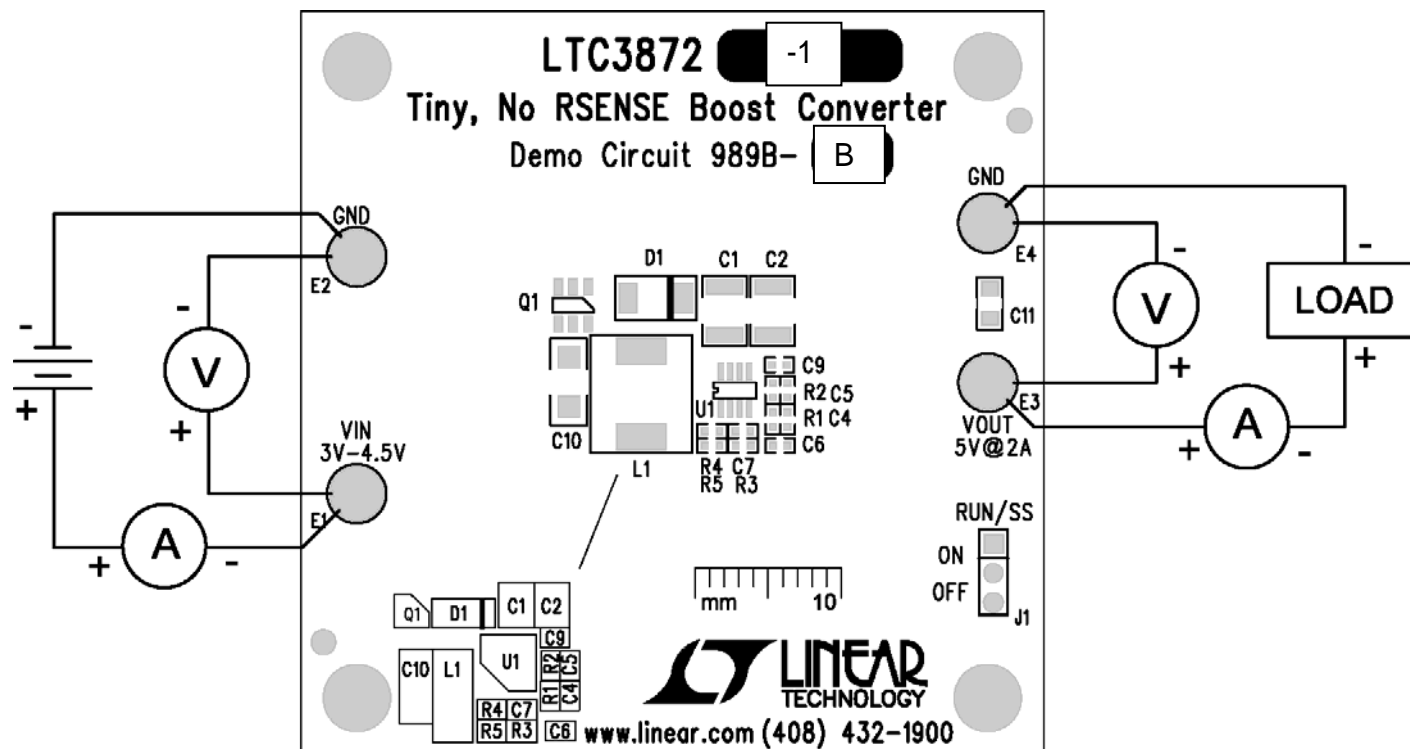 LTC3872 -1
Tiny, No RSENSE Boost Converter
Demo Circuit 989B- B
GND
E2
-
V
+
-
+
VIN
3V-4.5V
E1
+ A -
GND
E4
-
V
+
-
LOAD
+
C11
E3
VOUT
5V@2A
+ A -
D1
C1
C2
Q1
C9
R2 C5
U1
R1 C4
C6
C10
L1
R4 C7
R5 R3
RUN/SS
ON
OFF
J1
mm 10
Q1
D1
C1
C2
C9
C10
L1
U1
R2
C5
R1
C4
R4 C7
R5 R3
C6
LINEAR
TECHNOLOGY
www.linear.com (408) 432-1900